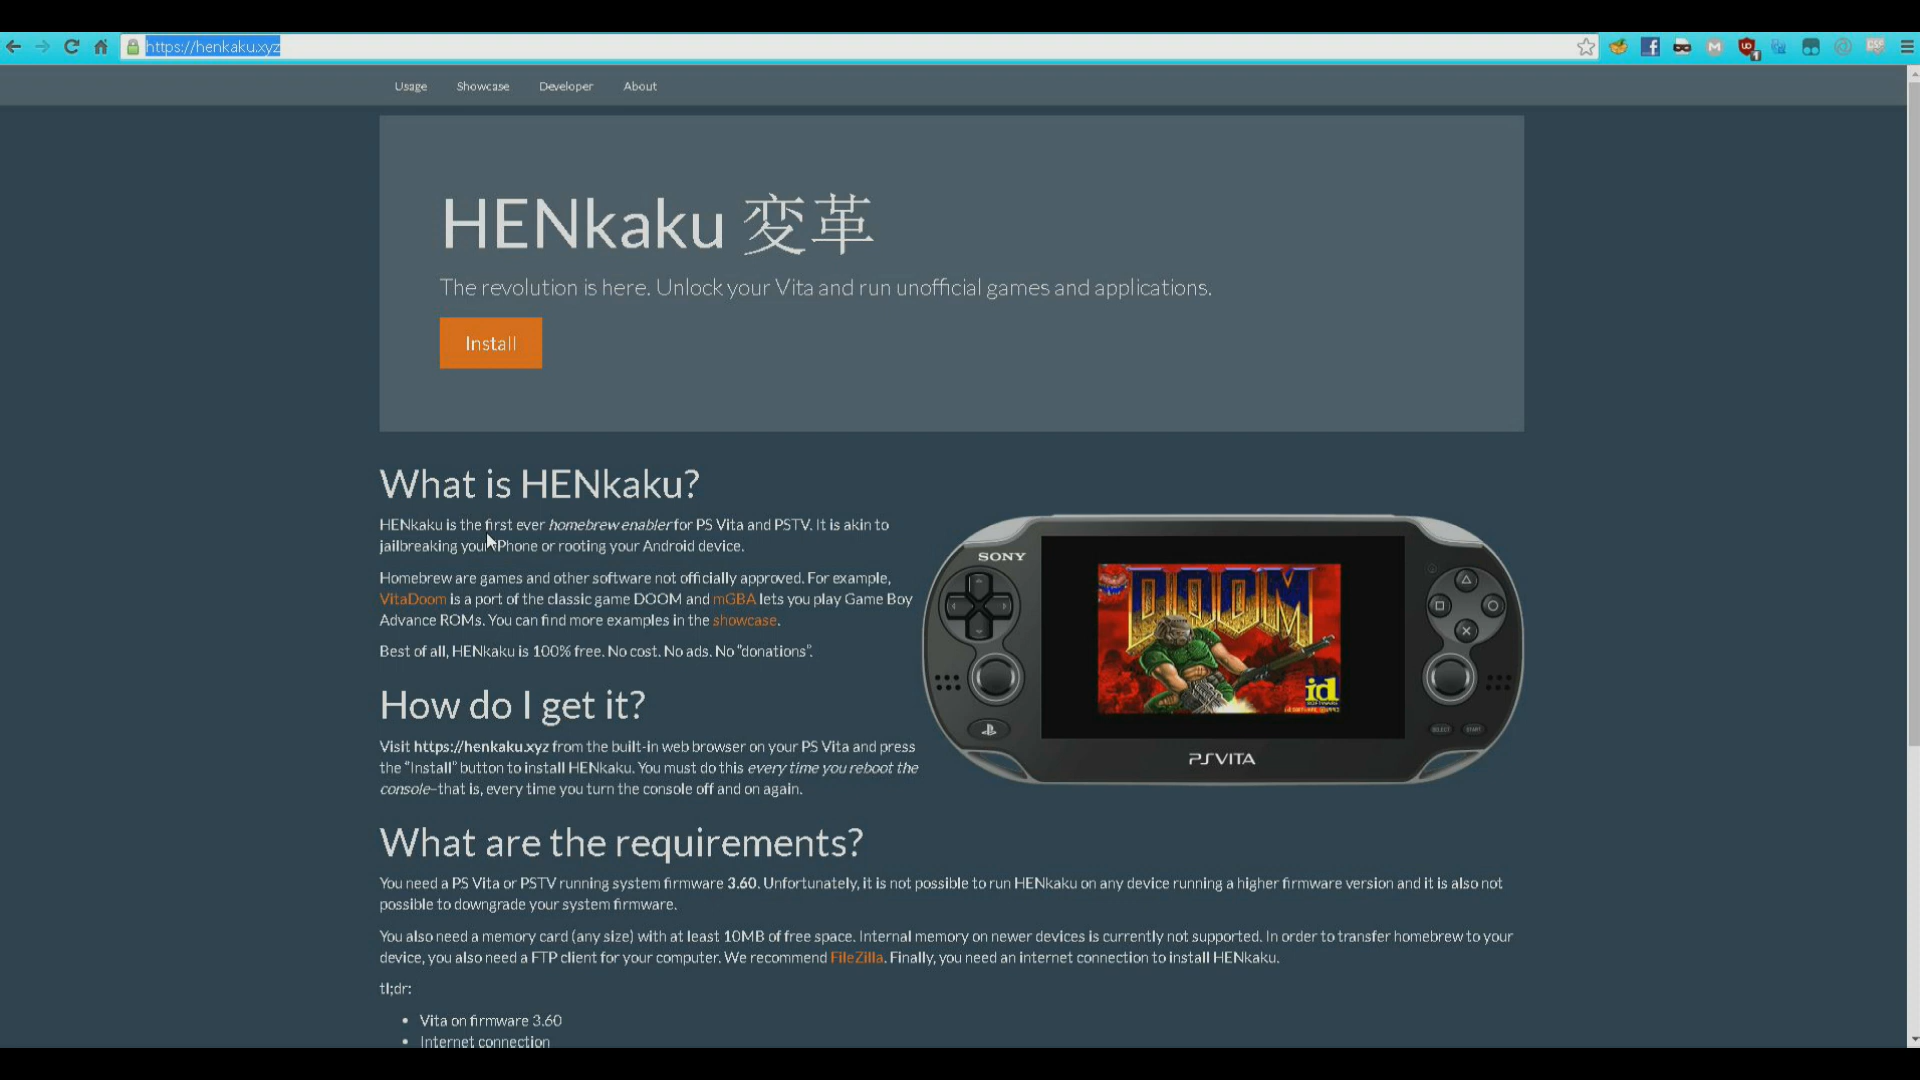 https://henkaku.xyz
Usage Showcase Developer About
HENkaku 変革
The revolution is here. Unlock your Vita and run unofficial games and applications.
Install
What is HENkaku?
HENkaku is the first ever homebrew enabler for PS Vita and PSTV. It is akin to
jailbreaking your iPhone or rooting your Android device.
Homebrew are games and other software not officially approved. For example,
VitaDoom is a port of the classic game DOOM and mGBA lets you play Game Boy
Advance ROMs. You can find more examples in the showcase.
Best of all, HENkaku is 100% free. No cost. No ads. No "donations".
SONY
DOOM
id
SELECT START
PSVITA
How do I get it?
Visit https://henkaku.xyz from the built-in web browser on your PS Vita and press
the "Install" button to install HENkaku. You must do this every time you reboot the
console–that is, every time you turn the console off and on again.
What are the requirements?
You need a PS Vita or PSTV running system firmware 3.60. Unfortunately, it is not possible to run HENkaku on any device running a higher firmware version and it is also not
possible to downgrade your system firmware.
You also need a memory card (any size) with at least 10MB of free space. Internal memory on newer devices is currently not supported. In order to transfer homebrew to your
device, you also need a FTP client for your computer. We recommend FileZilla. Finally, you need an internet connection to install HENkaku.
tl;dr:
• Vita on firmware 3.60
• Internet connection